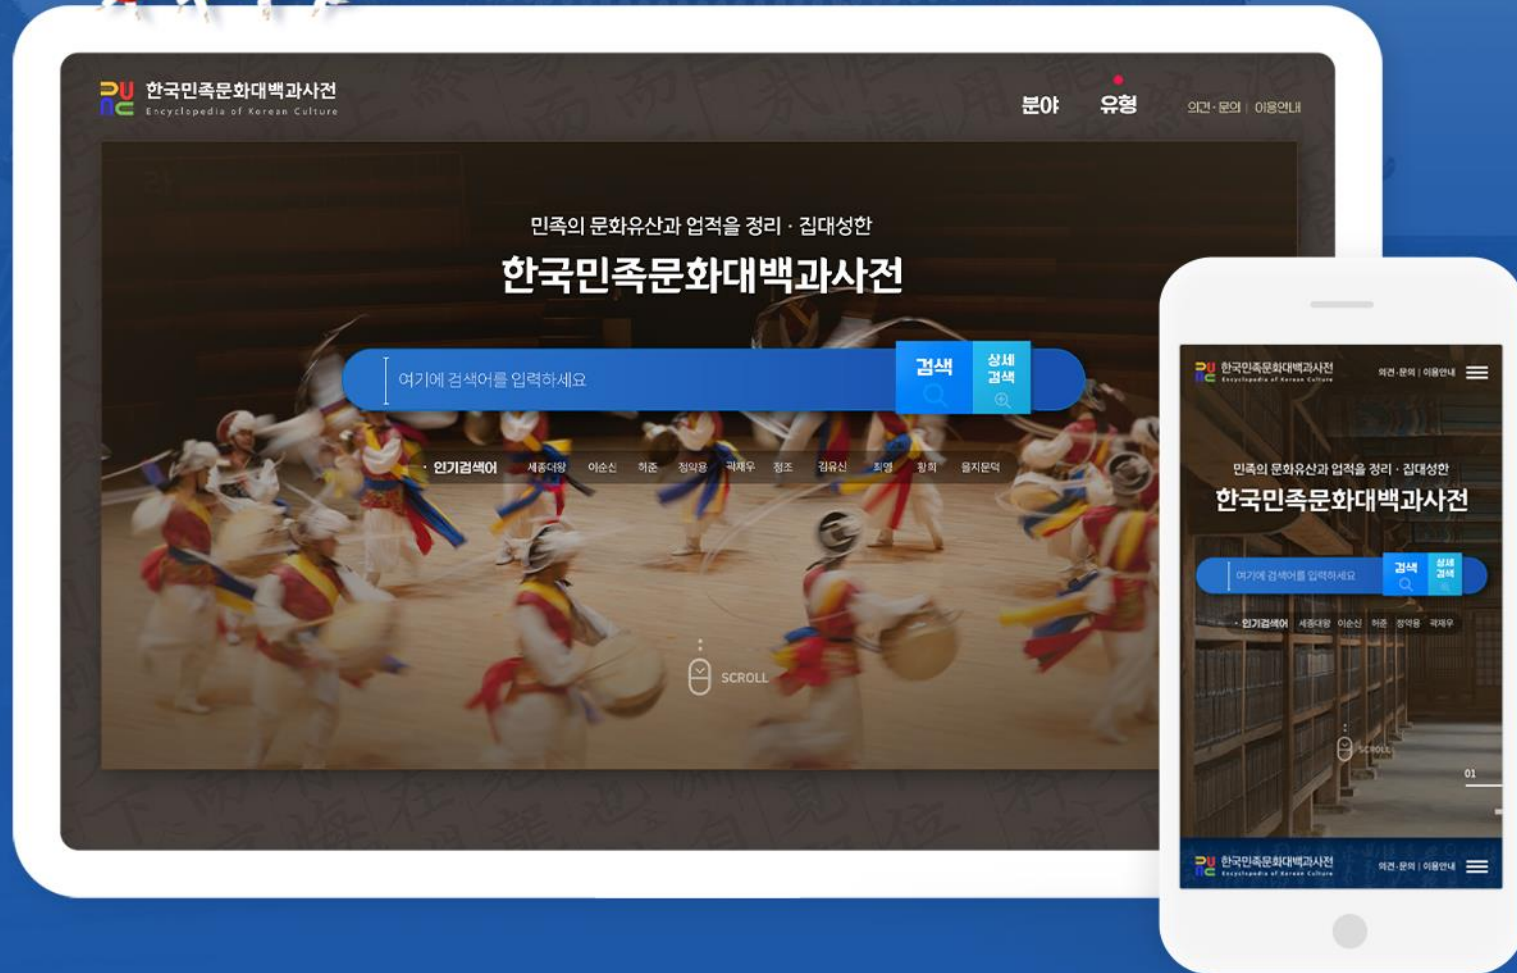 한국민족문화대백과사전
Encyclopedia of Korean Culture
분야 유형 의견·문의 | 이용안내
민족의 문화유산과 업적을 정리·집대성한
한국민족문화대백과사전
여기에 검색어를 입력하세요 검색 상세 검색
· 인기검색어 세종대왕 이순신 허준 정약용 곽재우 정조 김유신 최영 황희 을지문덕
SCROLL
한국민족문화대백과사전 의견·문의 | 이용안내
Encyclopedia of Korean Culture
민족의 문화유산과 업적을 정리·집대성한
한국민족문화대백과사전
여기에 검색어를 입력하세요 검색 상세 검색
· 인기검색어 세종대왕 이순신 허준 정약용 곽재우
SCROLL
01
한국민족문화대백과사전 의견·문의 | 이용안내
Encyclopedia of Korean Culture